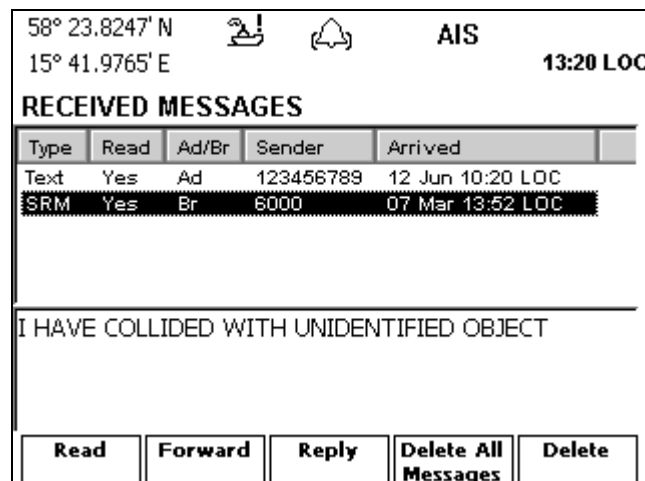 58° 23.8247' N
AIS
15° 41.9765' E
13:20 LOC
RECEIVED MESSAGES
Type Read Ad/Br Sender Arrived
Text Yes Ad 123456789 12 Jun 10:20 LOC
SRM Yes Br 6000 07 Mar 13:52 LOC
I HAVE COLLIDED WITH UNIDENTIFIED OBJECT
Read Forward Reply Delete All Messages Delete